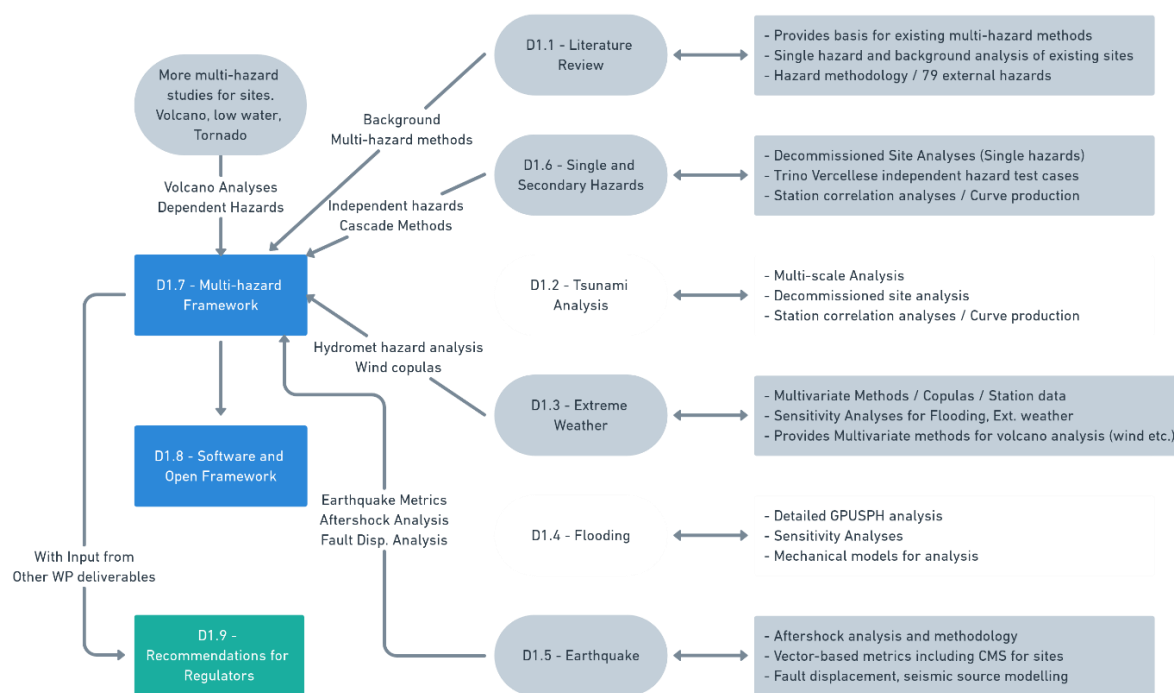 More multi-hazard
studies for sites.
Volcano, low water,
Tornado
Volcano Analyses
Dependent Hazards
D1.7 - Multi-hazard
Framework
D1.8 - Software and
Open Framework
With Input from
Other WP deliverables
D1.9 -
Recommendations for
Regulators
Background
Multi-hazard methods
Independent hazards
Cascade Methods
Hydromet hazard analysis
Wind copulas
Earthquake Metrics
Aftershock Analysis
Fault Disp. Analysis
D1.1 - Literature
Review
- Provides basis for existing multi-hazard methods
- Single hazard and background analysis of existing sites
- Hazard methodology / 79 external hazards
D1.6 - Single and
Secondary Hazards
- Decommissioned Site Analyses (Single hazards)
- Trino Vercellese independent hazard test cases
- Station correlation analyses / Curve production
D1.2 - Tsunami
Analysis
- Multi-scale Analysis
- Decommissioned site analysis
- Station correlation analyses / Curve production
D1.3 - Extreme
Weather
- Multivariate Methods / Copulas / Station data
- Sensitivity Analyses for Flooding, Ext. weather
- Provides Multivariate methods for volcano analysis (wind etc.)
D1.4 - Flooding
- Detailed GPUSPH analysis
- Sensitivity Analyses
- Mechanical models for analysis
D1.5 - Earthquake
- Aftershock analysis and methodology
- Vector-based metrics including CMS for sites
- Fault displacement, seismic source modelling